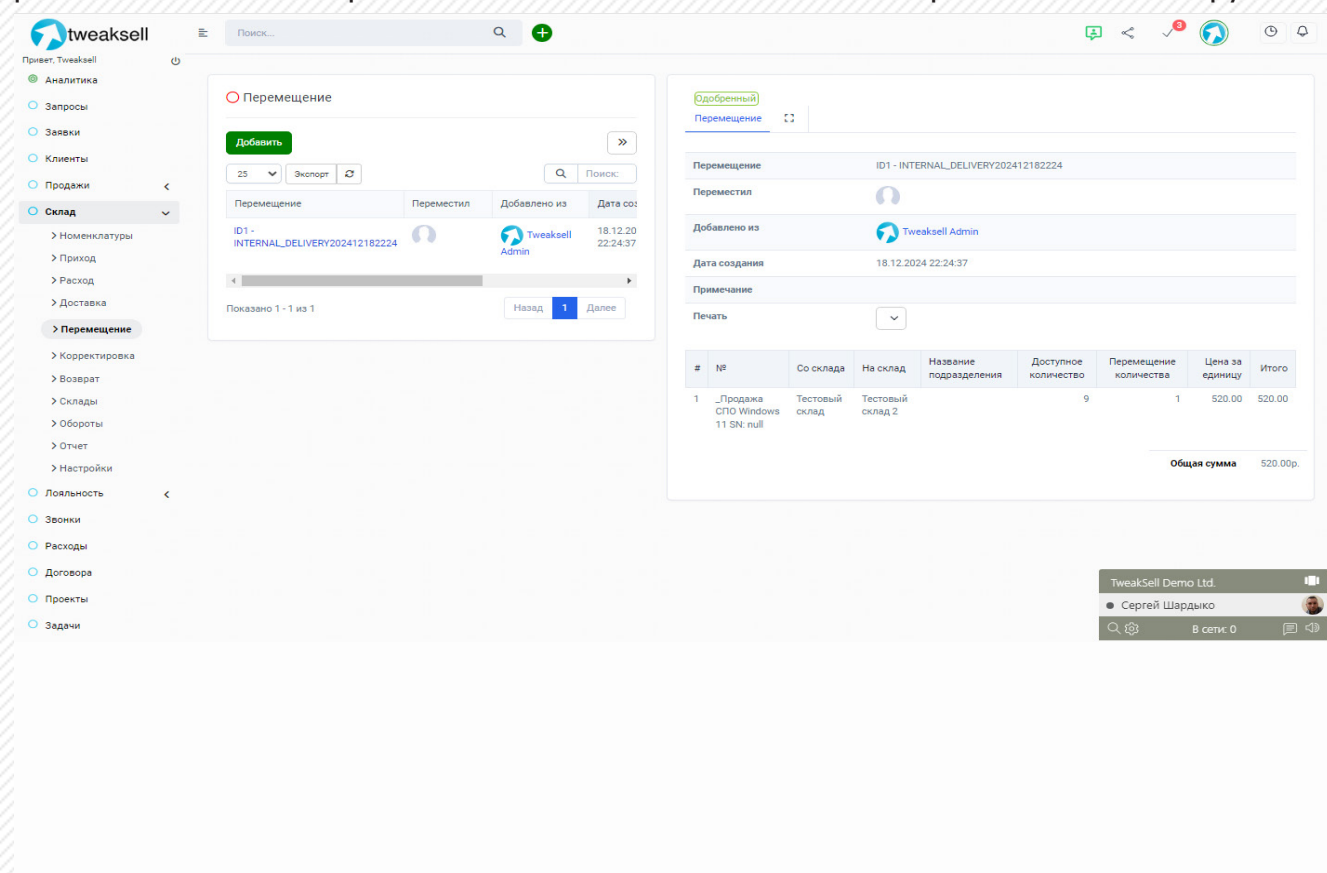 tweaksell
Поиск...
3
Привет, Tweaksell
Аналитика
Запросы
Заявки
Клиенты
Продажи
Склад
> Номенклатуры
> Приход
> Расход
> Доставка
> Перемещение
> Корректировка
> Возврат
> Склады
> Обороты
> Отчет
> Настройки
Лояльность
Звонки
Расходы
Договора
Проекты
Задачи
Перемещение
Добавить
25 Экспорт Поиск:
Перемещение Переместил Добавлено из Дата соз
ID1 - Tweaksell 18.12.20
INTERNAL_DELIVERY202412182224 Admin 22:24:37
Показано 1 - 1 из 1 Назад 1 Далее
Одобренный
Перемещение
Перемещение ID1 - INTERNAL_DELIVERY202412182224
Переместил
Добавлено из Tweaksell Admin
Дата создания 18.12.2024 22:24:37
Примечание
Печать
# № Со склада На склад Название подразделения Доступное количество Перемещение количества Цена за единицу Итого
1 _Продажа Тестовый Тестовый 9 1 520.00 520.00
СПО Windows склад склад 2
11 SN: null
Общая сумма 520.00р.
TweakSell Demo Ltd.
Сергей Шардыко
В сети: 0